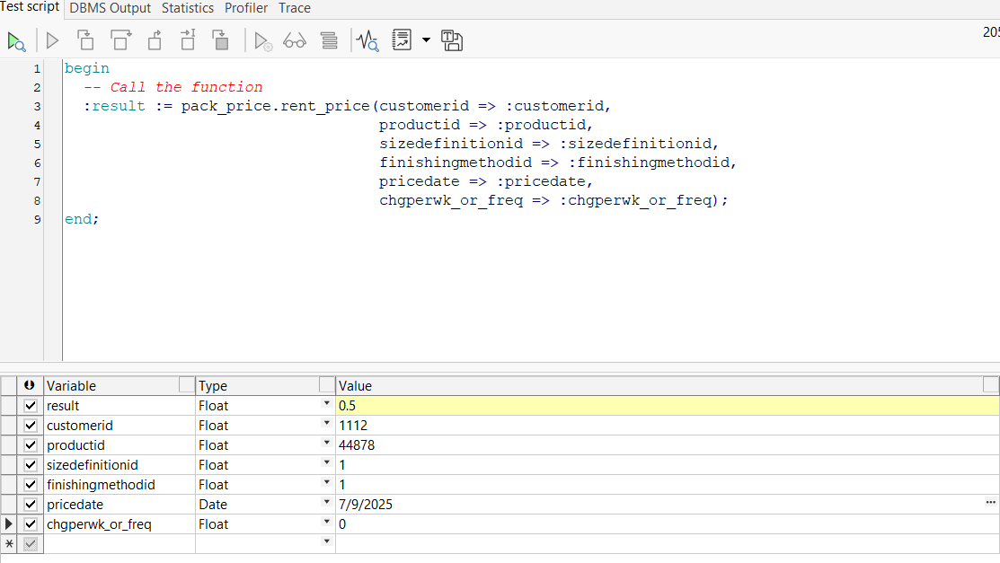 Test script DBMS Output Statistics Profiler Trace
205
1 begin
2 -- Call the function
3 :result := pack_price.rent_price(customerid => :customerid,
4 productid => :productid,
5 sizedefinitionid => :sizedefinitionid,
6 finishingmethodid => :finishingmethodid,
7 pricedate => :pricedate,
8 chgperwk_or_freq => :chgperwk_or_freq);
9 end;
Variable Type Value
result Float 0.5
customerid Float 1112
productid Float 44878
sizedefinitionid Float 1
finishingmethodid Float 1
pricedate Date 7/9/2025 ...
chgperwk_or_freq Float 0
*